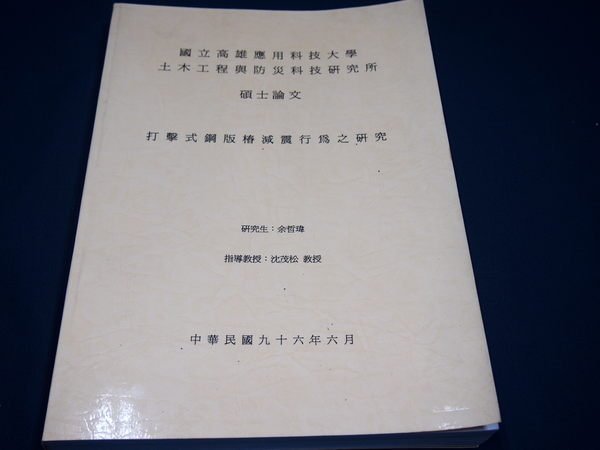 國立高雄應用科技大學
土木工程與防災科技研究所
碩士論文
打擊式鋼版樁減震行為之研究
研究生：余哲瑋
指導教授：沈茂松 教授
中華民國九十六年六月